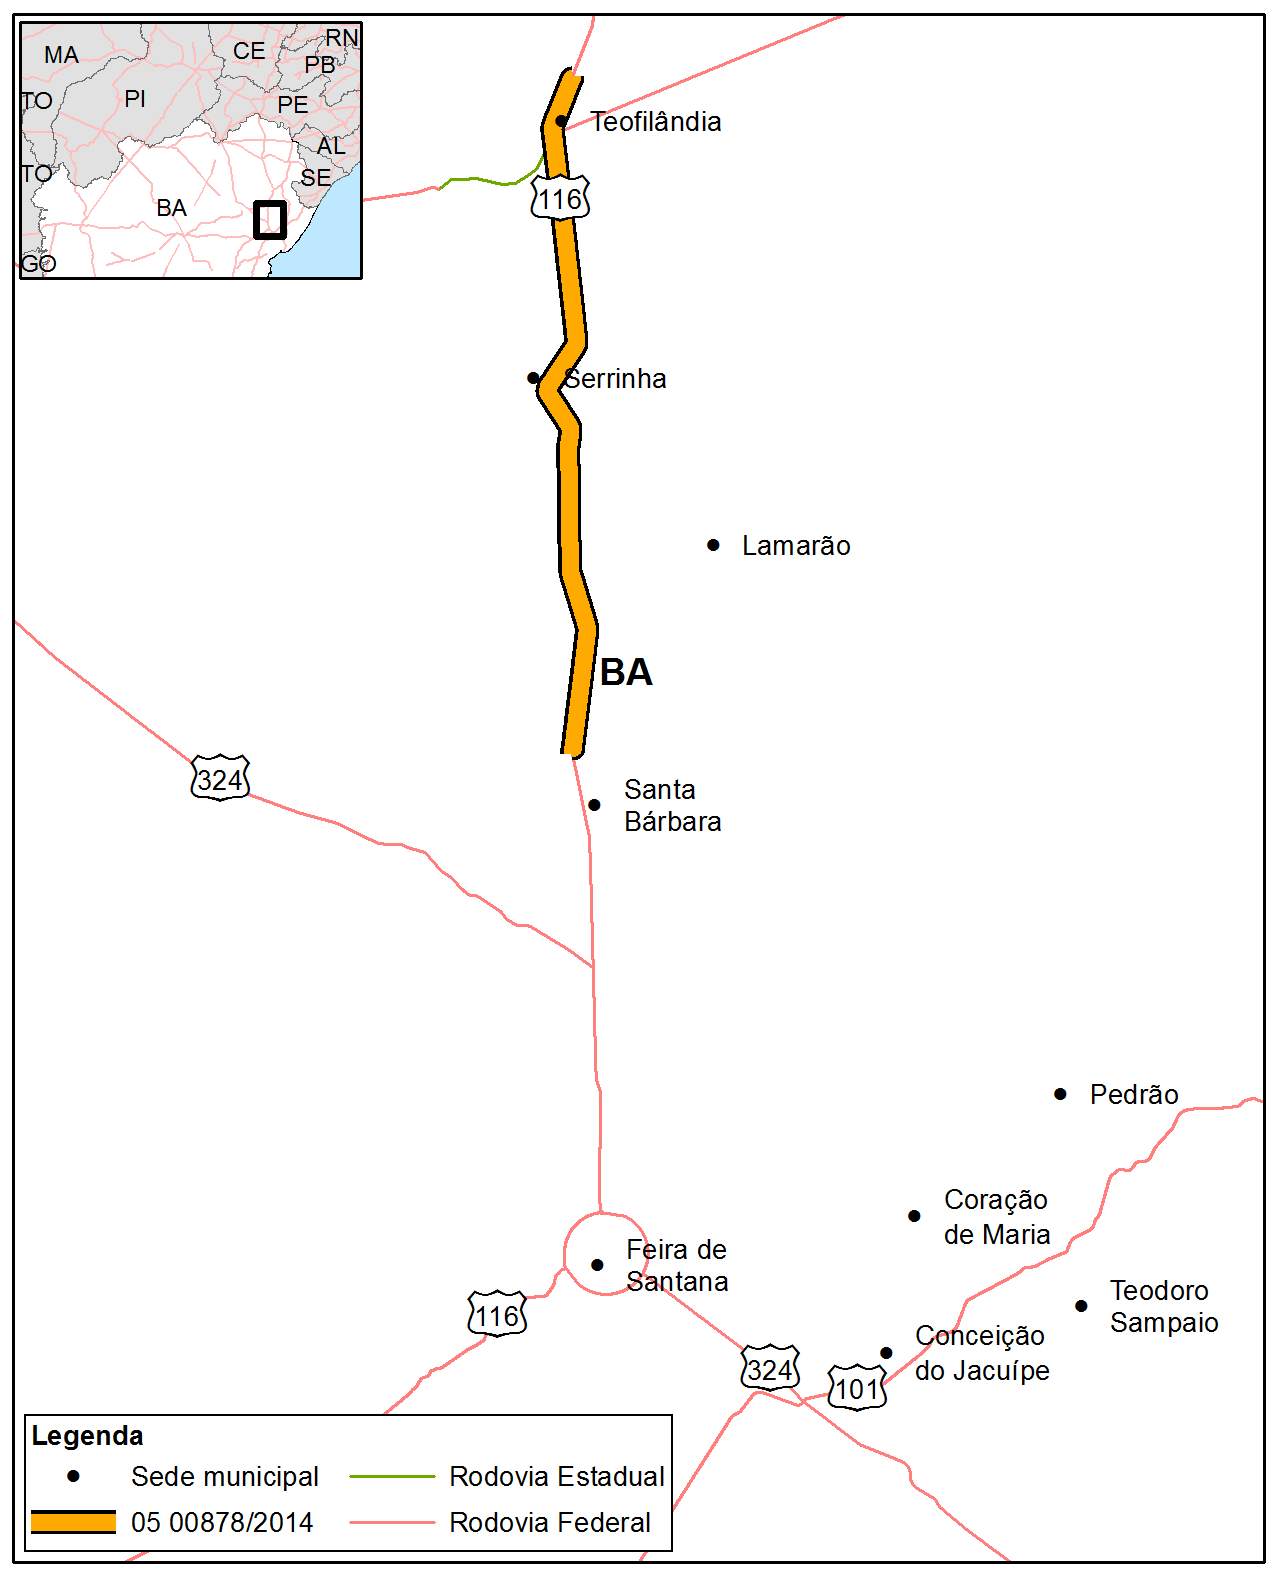 MA
CE
RN
PB
TO
PI
PE
AL
TO
SE
BA
GO
Teofilândia
116
Serrinha
Lamarão
BA
324
Santa
Bárbara
Pedrão
Coração
de Maria
Feira de
Santana
Teodoro
Sampaio
116
Conceição
do Jacuípe
324
101
Legenda
Sede municipal
Rodovia Estadual
05 00878/2014
Rodovia Federal